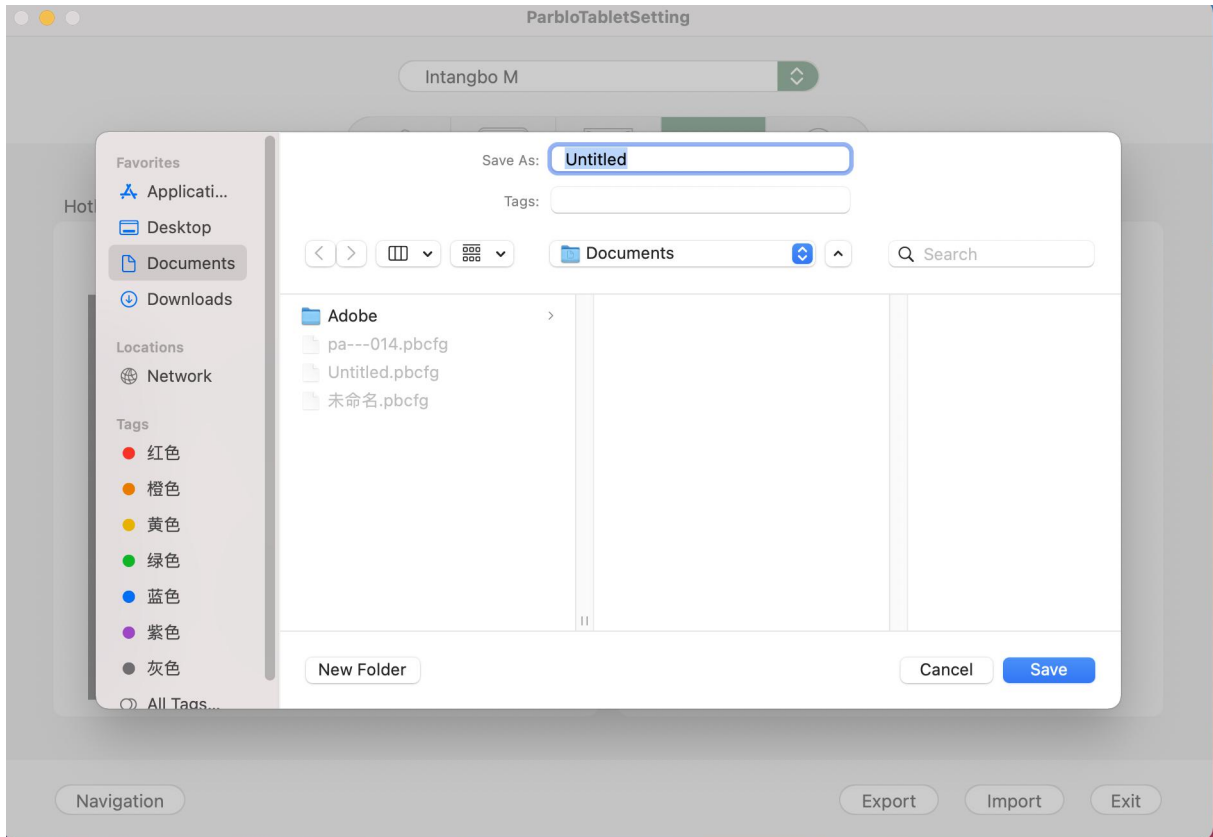 ParbloTabletSetting
Intangbo M
Favorites
Applicati...
Desktop
Documents
Downloads
Locations
Network
Tags
红色
橙色
黄色
绿色
蓝色
紫色
灰色
All Tags...
Save As: Untitled
Tags:
Documents
Search
Adobe
pa---014.pbcfg
Untitled.pbcfg
未命名.pbcfg
New Folder
Cancel
Save
Navigation
Export
Import
Exit